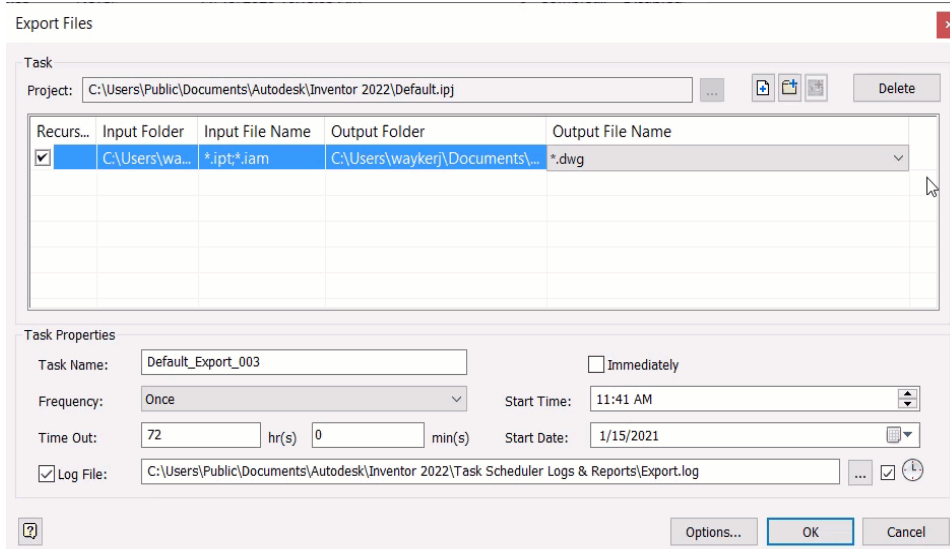 Export Files
Task
Project: C:\Users\Public\Documents\Autodesk\Inventor 2022\Default.ipj ... Delete
Recurs... Input Folder Input File Name Output Folder Output File Name
C:\Users\wa... *.ipt;*.iam C:\Users\waykerj\Documents\... *.dwg
Task Properties
Task Name: Default_Export_003 Immediately
Frequency: Once Start Time: 11:41 AM
Time Out: 72 hr(s) 0 min(s) Start Date: 1/15/2021
Log File: C:\Users\Public\Documents\Autodesk\Inventor 2022\Task Scheduler Logs & Reports\Export.log ...
Options... OK Cancel